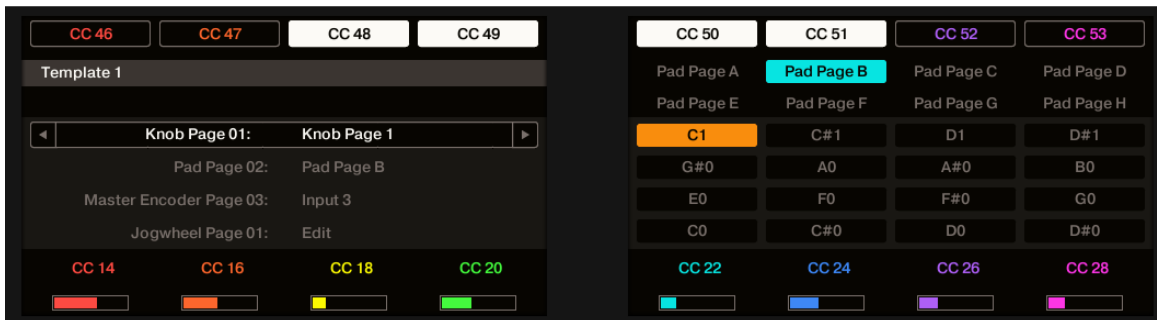 CC 46 CC 47 CC 48 CC 49
Template 1
Knob Page 01: Knob Page 1
Pad Page 02: Pad Page B
Master Encoder Page 03: Input 3
Jogwheel Page 01: Edit
CC 14 CC 16 CC 18 CC 20
CC 50 CC 51 CC 52 CC 53
Pad Page A Pad Page B Pad Page C Pad Page D
Pad Page E Pad Page F Pad Page G Pad Page H
C1 C#1 D1 D#1
G#0 A0 A#0 B0
E0 F0 F#0 G0
C0 C#0 D0 D#0
CC 22 CC 24 CC 26 CC 28